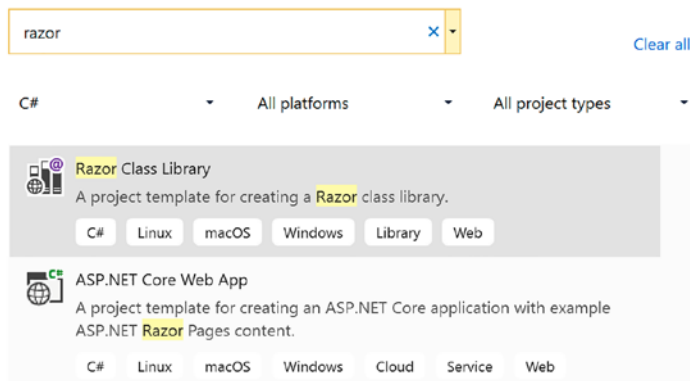 razor
Clear all
C# All platforms All project types
Razor Class Library
A project template for creating a Razor class library.
C# Linux macOS Windows Library Web
C#
ASP.NET Core Web App
A project template for creating an ASP.NET Core application with example
ASP.NET Razor Pages content.
C# Linux macOS Windows Cloud Service Web